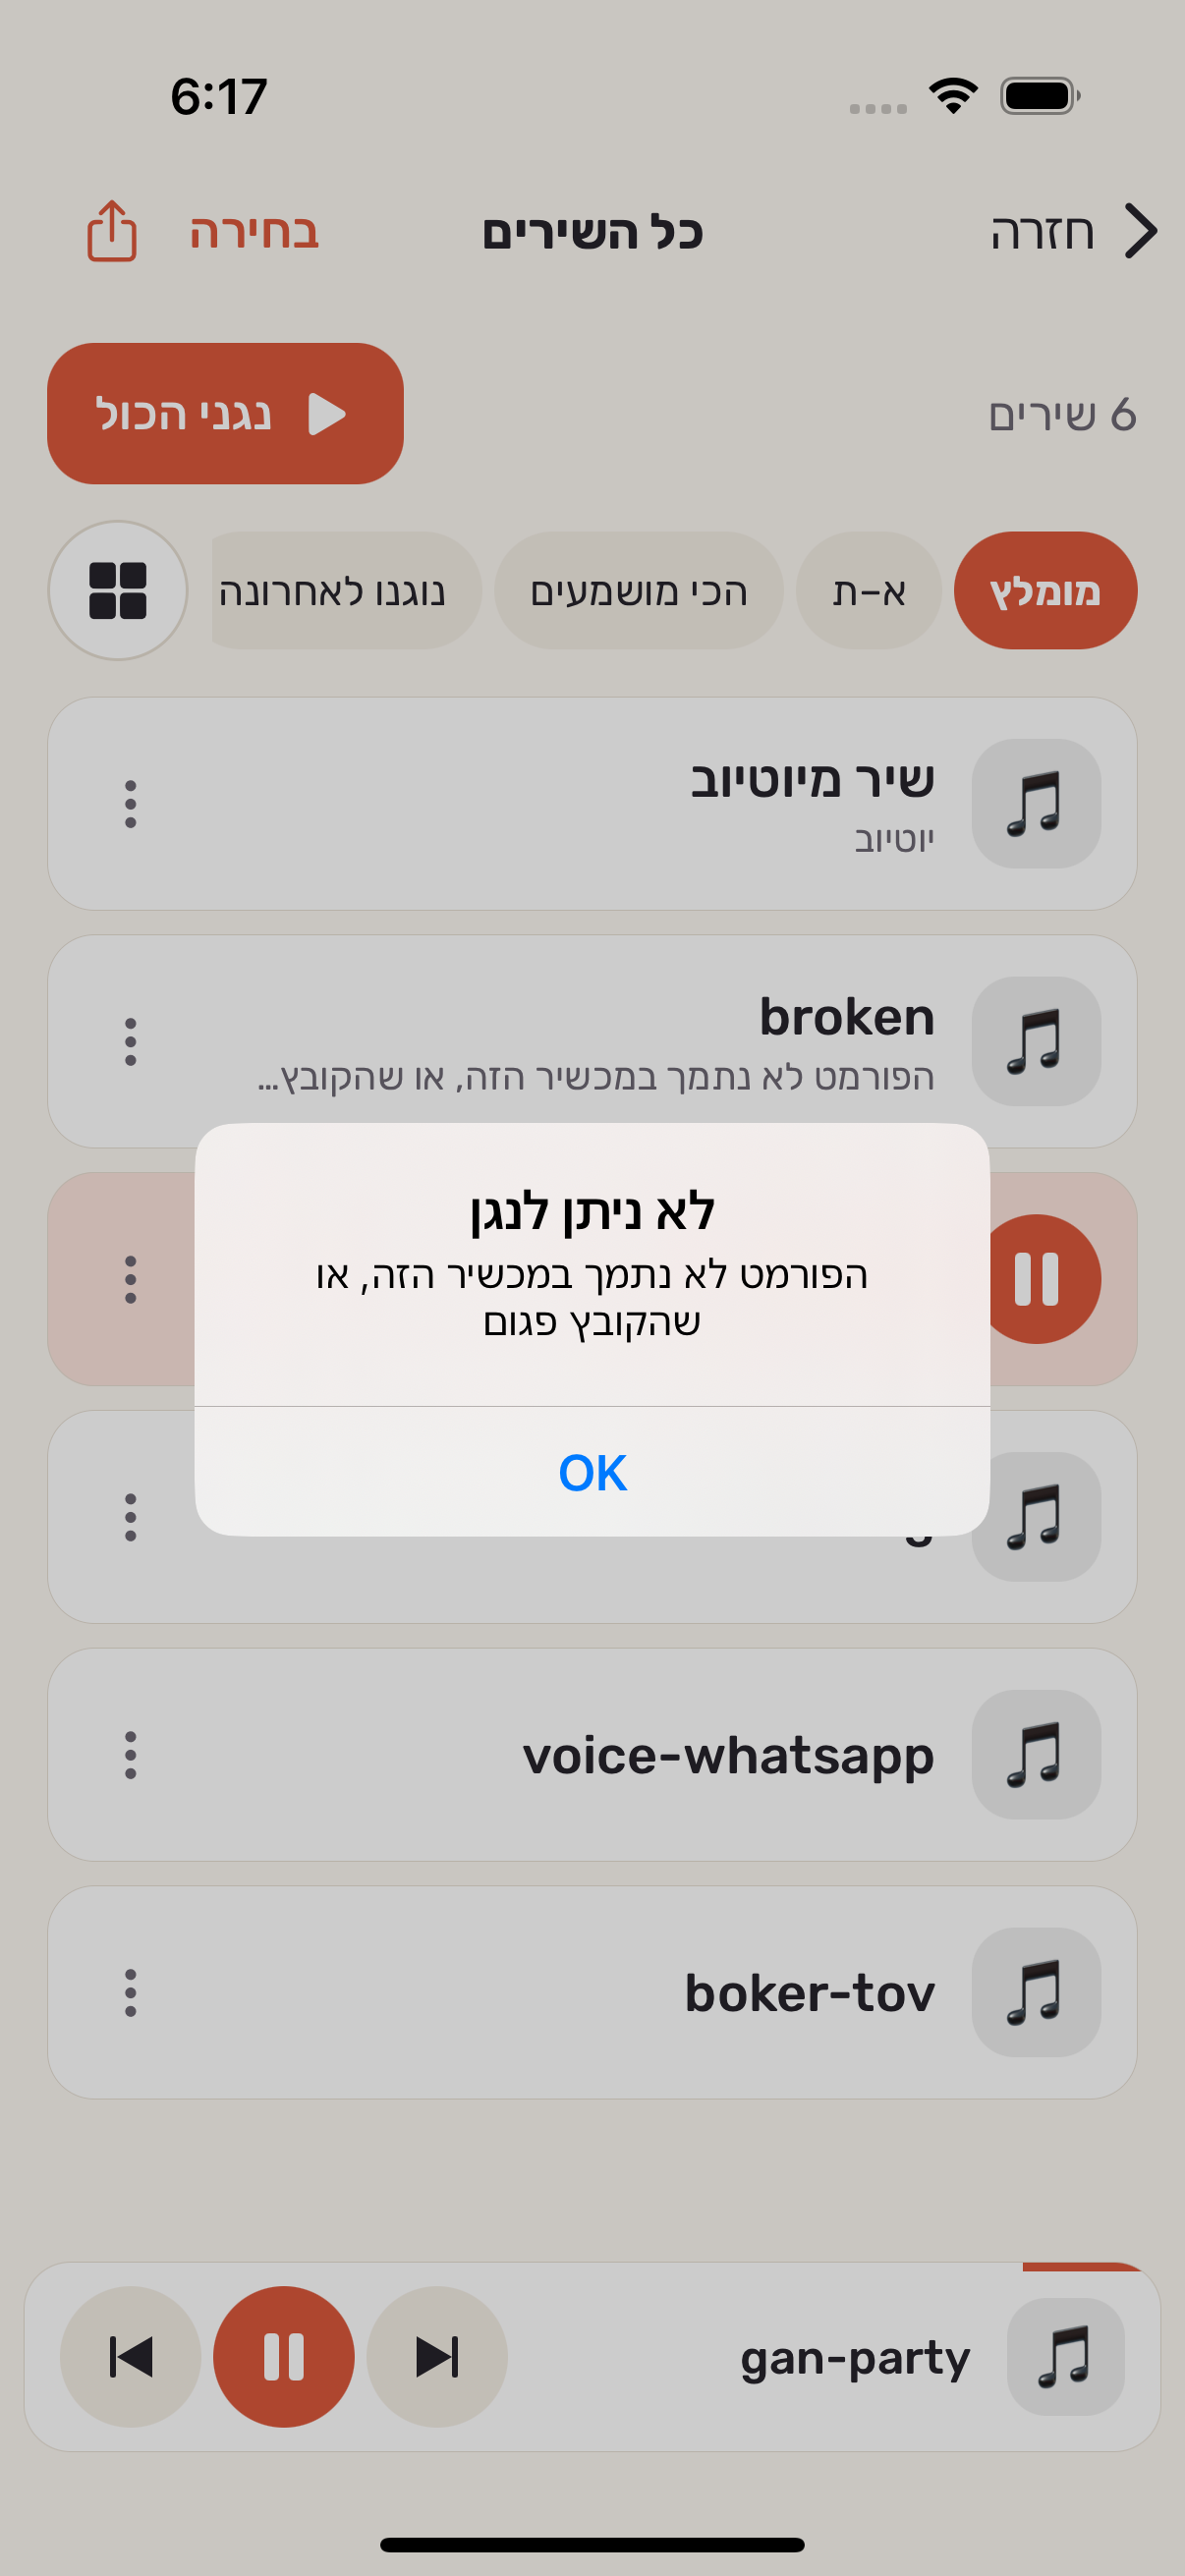 6:17
חזרה
כל השירים
בחירה
6 שירים
נגני הכול
מומלץ
א-ת
הכי מושמעים
נוגנו לאחרונה
שיר מיוטיוב
יוטיוב
broken
הפורמט לא נתמך במכשיר הזה, או שהקובץ...
לא ניתן לנגן
הפורמט לא נתמך במכשיר הזה, או
שהקובץ פגום
OK
voice-whatsapp
boker-tov
gan-party